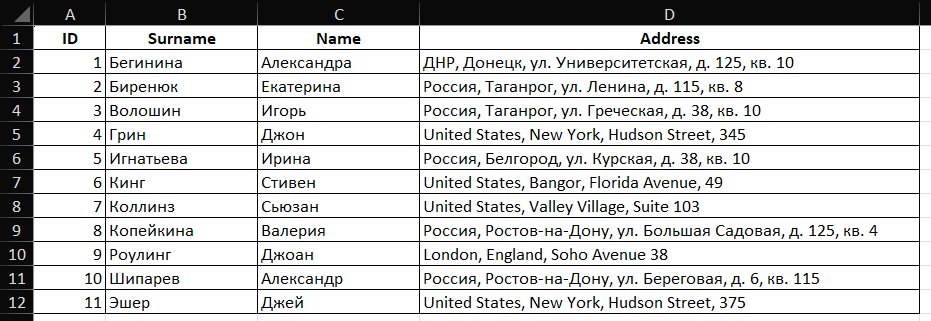 A B C D
1 ID Surname Name Address
2 1 Бегинина Александра ДНР, Донецк, ул. Университетская, д. 125, кв. 10
3 2 Биренюк Екатерина Россия, Таганрог, ул. Ленина, д. 115, кв. 8
4 3 Волошин Игорь Россия, Таганрог, ул. Греческая, д. 38, кв. 10
5 4 Грин Джон United States, New York, Hudson Street, 345
6 5 Игнатьева Ирина Россия, Белгород, ул. Курская, д. 38, кв. 10
7 6 Кинг Стивен United States, Bangor, Florida Avenue, 49
8 7 Коллинз Сьюзан United States, Valley Village, Suite 103
9 8 Копейкина Валерия Россия, Ростов-на-Дону, ул. Большая Садовая, д. 125, кв. 4
10 9 Роулинг Джоан London, England, Soho Avenue 38
11 10 Шипарев Александр Россия, Ростов-на-Дону, ул. Береговая, д. 6, кв. 115
12 11 Эшер Джей United States, New York, Hudson Street, 375